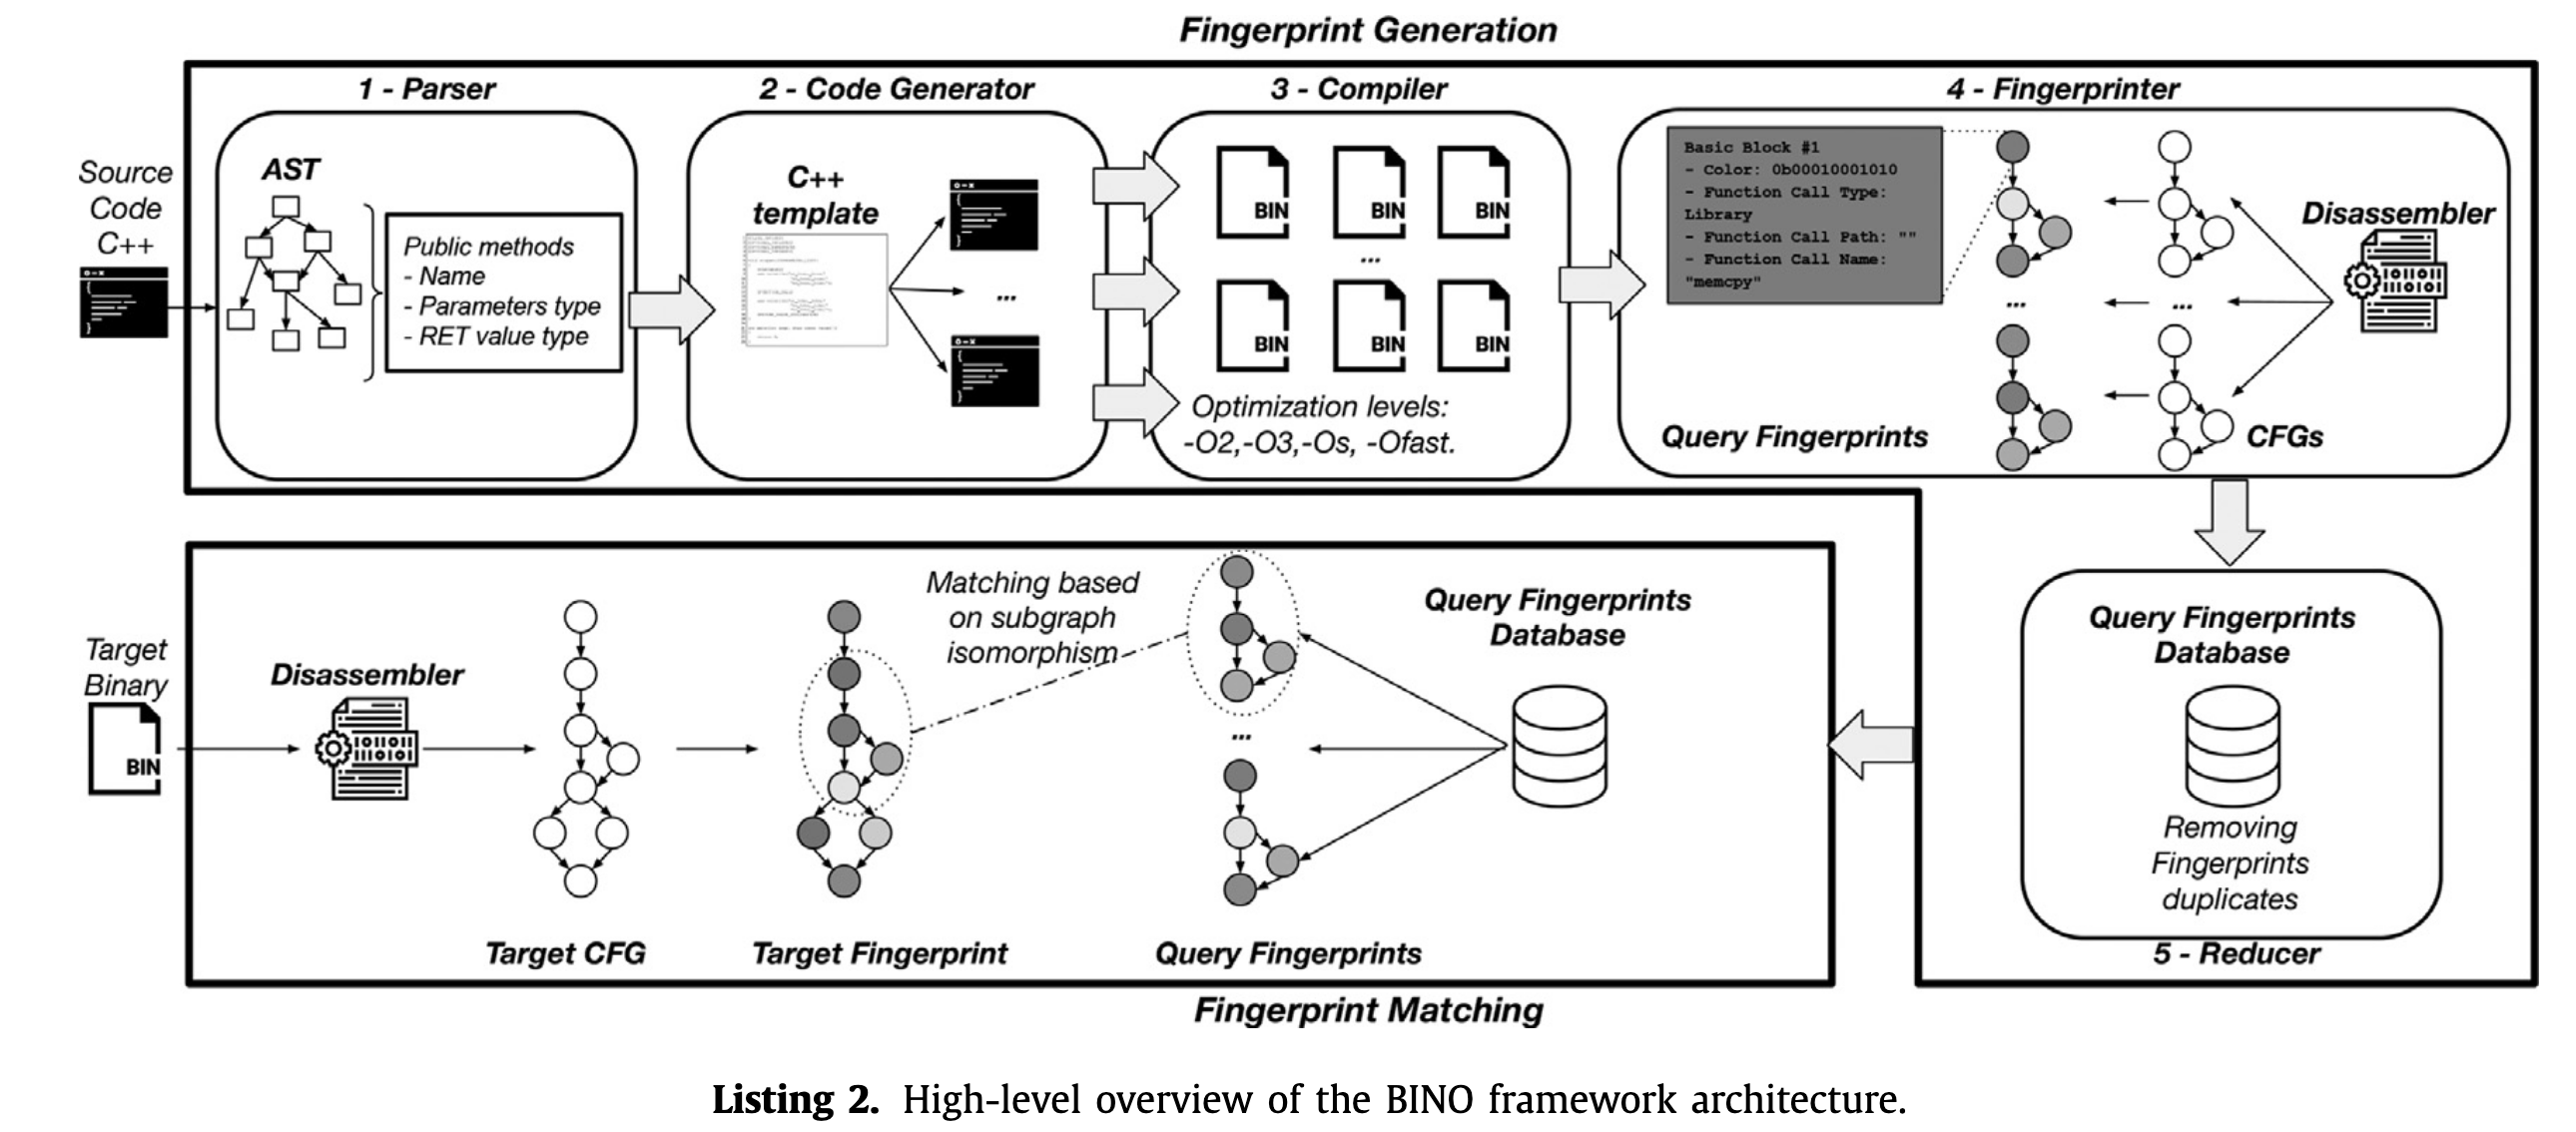 Fingerprint Generation
1 - Parser
2 - Code Generator
3 - Compiler
4 - Fingerprinter
Source
Code
C++
AST
Public methods
- Name
- Parameters type
- RET value type
C++
template
...
BIN
BIN
BIN
...
BIN
BIN
BIN
Optimization levels:
-O2,-O3,-Os, -Ofast.
Basic Block #1
- Color: 0b00010001010
- Function Call Type:
Library
- Function Call Path: ""
- Function Call Name:
"memcpy"
...
...
Disassembler
Query Fingerprints
CFGs
Target
Binary
BIN
Disassembler
Matching based
on subgraph
isomorphism
...
Query Fingerprints
Database
Target CFG
Target Fingerprint
Query Fingerprints
Query Fingerprints
Database
Removing
Fingerprints
duplicates
5 - Reducer
Fingerprint Matching
Listing 2. High-level overview of the BINO framework architecture.